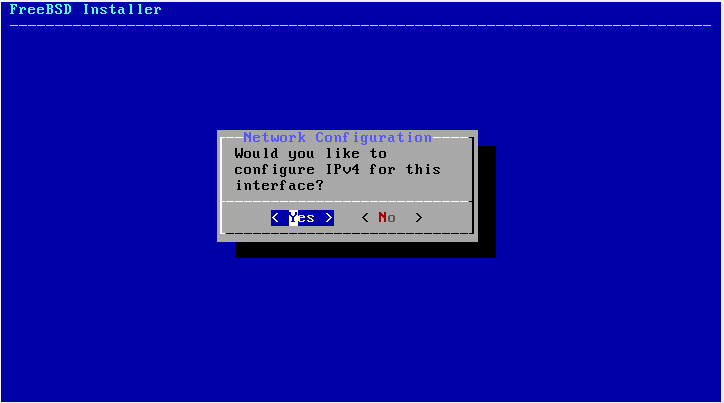 FreeBSD Installer
Network Configuration
Would you like to
configure IPv4 for this
interface?
< Yes > < No >